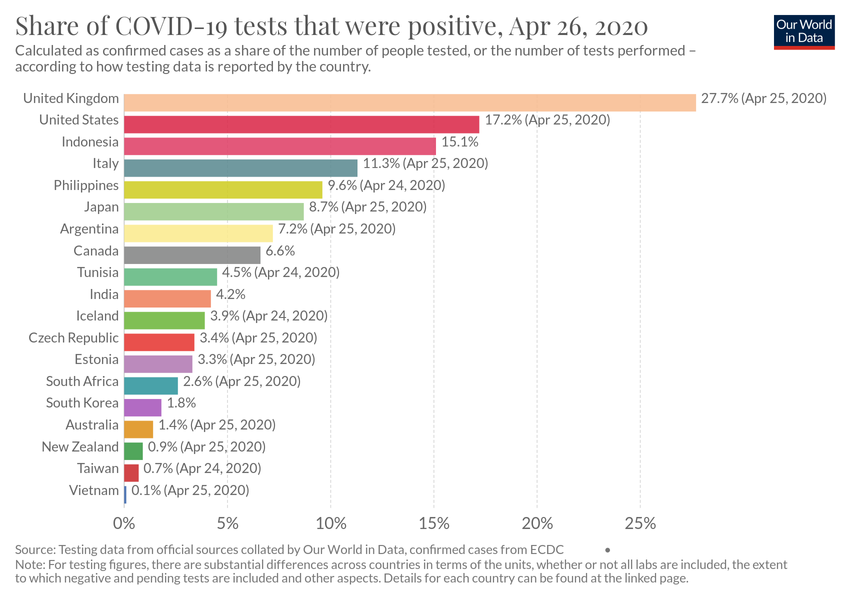 Share of COVID-19 tests that were positive, Apr 26, 2020
Our World
in Data
Calculated as confirmed cases as a share of the number of people tested, or the number of tests performed –
according to how testing data is reported by the country.
United Kingdom 27.7% (Apr 25, 2020)
United States 17.2% (Apr 25, 2020)
Indonesia 15.1%
Italy 11.3% (Apr 25, 2020)
Philippines 9.6% (Apr 24, 2020)
Japan 8.7% (Apr 25, 2020)
Argentina 7.2% (Apr 25, 2020)
Canada 6.6%
Tunisia 4.5% (Apr 24, 2020)
India 4.2%
Iceland 3.9% (Apr 24, 2020)
Czech Republic 3.4% (Apr 25, 2020)
Estonia 3.3% (Apr 25, 2020)
South Africa 2.6% (Apr 25, 2020)
South Korea 1.8%
Australia 1.4% (Apr 25, 2020)
New Zealand 0.9% (Apr 25, 2020)
Taiwan 0.7% (Apr 24, 2020)
Vietnam 0.1% (Apr 25, 2020)
0% 5% 10% 15% 20% 25%
Source: Testing data from official sources collated by Our World in Data, confirmed cases from ECDC •
Note: For testing figures, there are substantial differences across countries in terms of the units, whether or not all labs are included, the extent
to which negative and pending tests are included and other aspects. Details for each country can be found at the linked page.